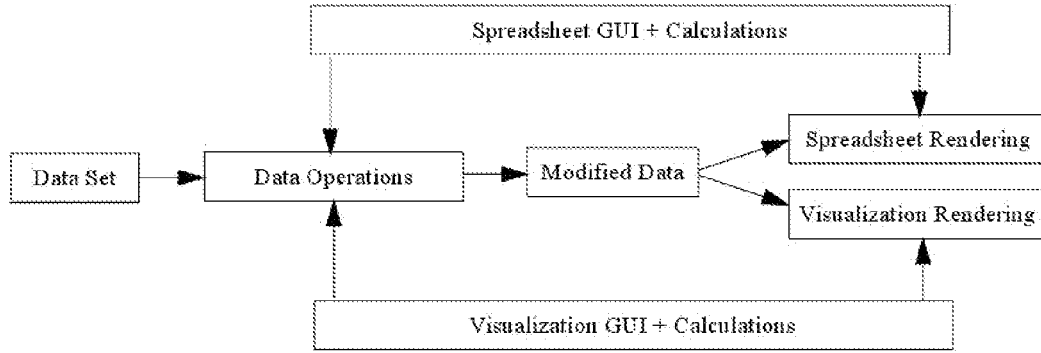 Spreadsheet GUI + Calculations
Data Set
Data Operations
Modified Data
Spreadsheet Rendering
Visualization Rendering
Visualization GUI + Calculations